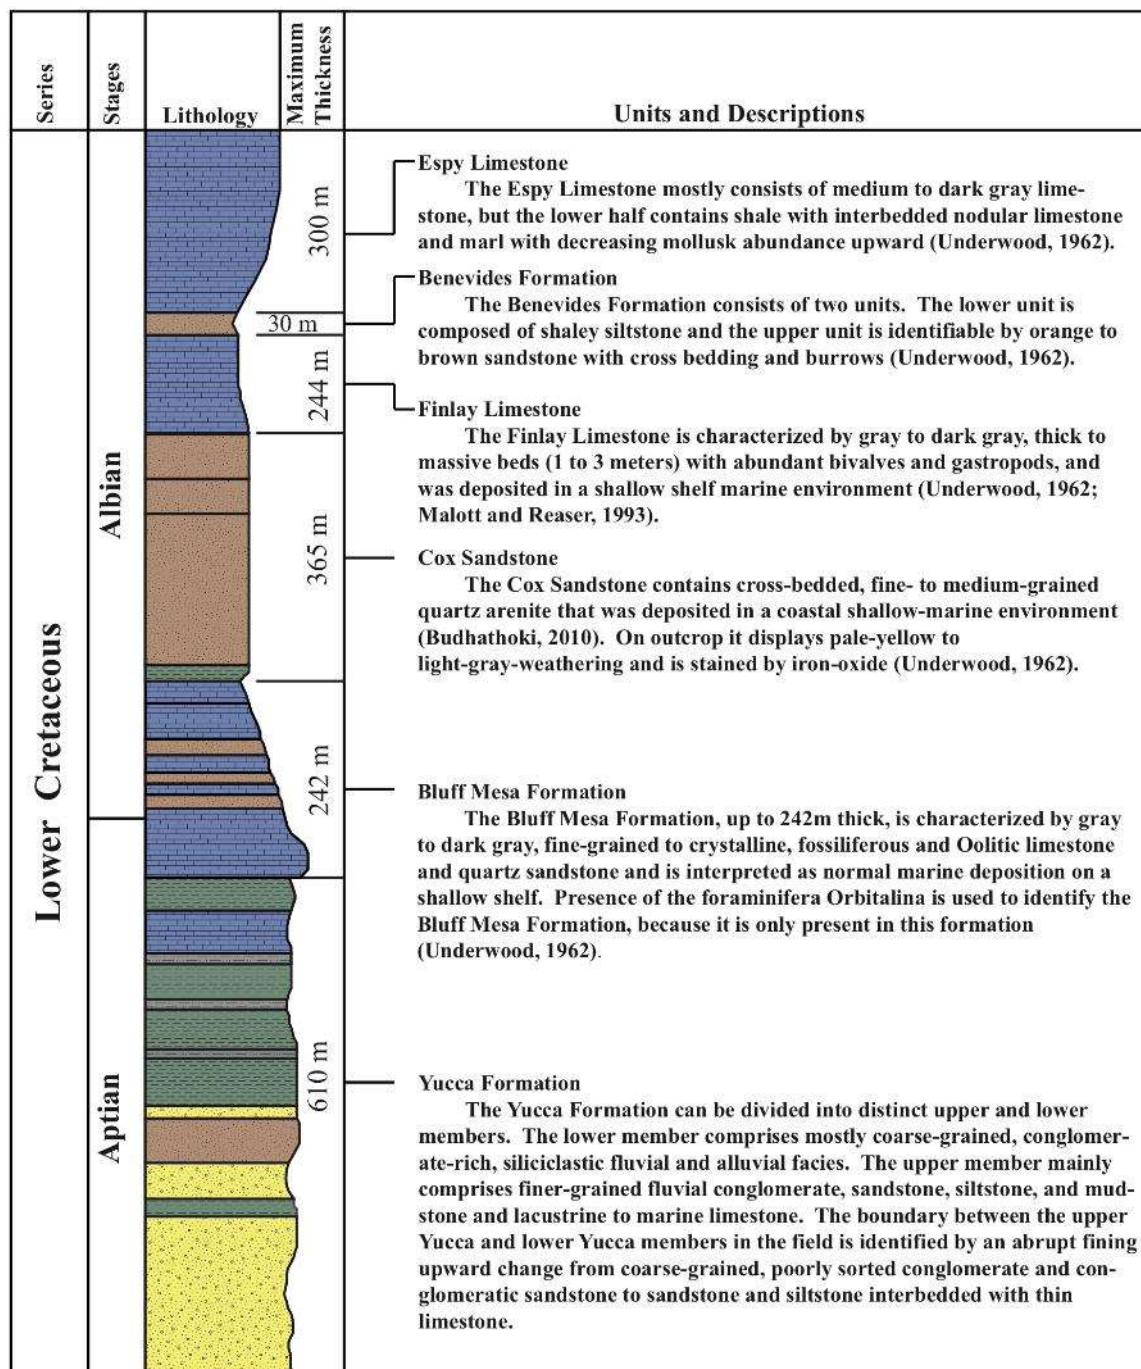 Series
Stages
Lithology
Maximum
Thickness
Units and Descriptions
Lower Cretaceous
Albian
Aptian
300 m
30 m
244 m
365 m
242 m
610 m
Espy Limestone
The Espy Limestone mostly consists of medium to dark gray lime-
stone, but the lower half contains shale with interbedded nodular limestone
and marl with decreasing mollusk abundance upward (Underwood, 1962).
Benevides Formation
The Benevides Formation consists of two units. The lower unit is
composed of shaley siltstone and the upper unit is identifiable by orange to
brown sandstone with cross bedding and burrows (Underwood, 1962).
Finlay Limestone
The Finlay Limestone is characterized by gray to dark gray, thick to
massive beds (1 to 3 meters) with abundant bivalves and gastropods, and
was deposited in a shallow shelf marine environment (Underwood, 1962;
Malott and Reaser, 1993).
Cox Sandstone
The Cox Sandstone contains cross-bedded, fine- to medium-grained
quartz arenite that was deposited in a coastal shallow-marine environment
(Budhathoki, 2010). On outcrop it displays pale-yellow to
light-gray-weathering and is stained by iron-oxide (Underwood, 1962).
Bluff Mesa Formation
The Bluff Mesa Formation, up to 242m thick, is characterized by gray
to dark gray, fine-grained to crystalline, fossiliferous and Oolitic limestone
and quartz sandstone and is interpreted as normal marine deposition on a
shallow shelf. Presence of the foraminifera Orbitalina is used to identify the
Bluff Mesa Formation, because it is only present in this formation
(Underwood, 1962).
Yucca Formation
The Yucca Formation can be divided into distinct upper and lower
members. The lower member comprises mostly coarse-grained, conglomer-
ate-rich, siliciclastic fluvial and alluvial facies. The upper member mainly
comprises finer-grained fluvial conglomerate, sandstone, siltstone, and mud-
stone and lacustrine to marine limestone. The boundary between the upper
Yucca and lower Yucca members in the field is identified by an abrupt fining
upward change from coarse-grained, poorly sorted conglomerate and con-
glomeratic sandstone to sandstone and siltstone interbedded with thin
limestone.